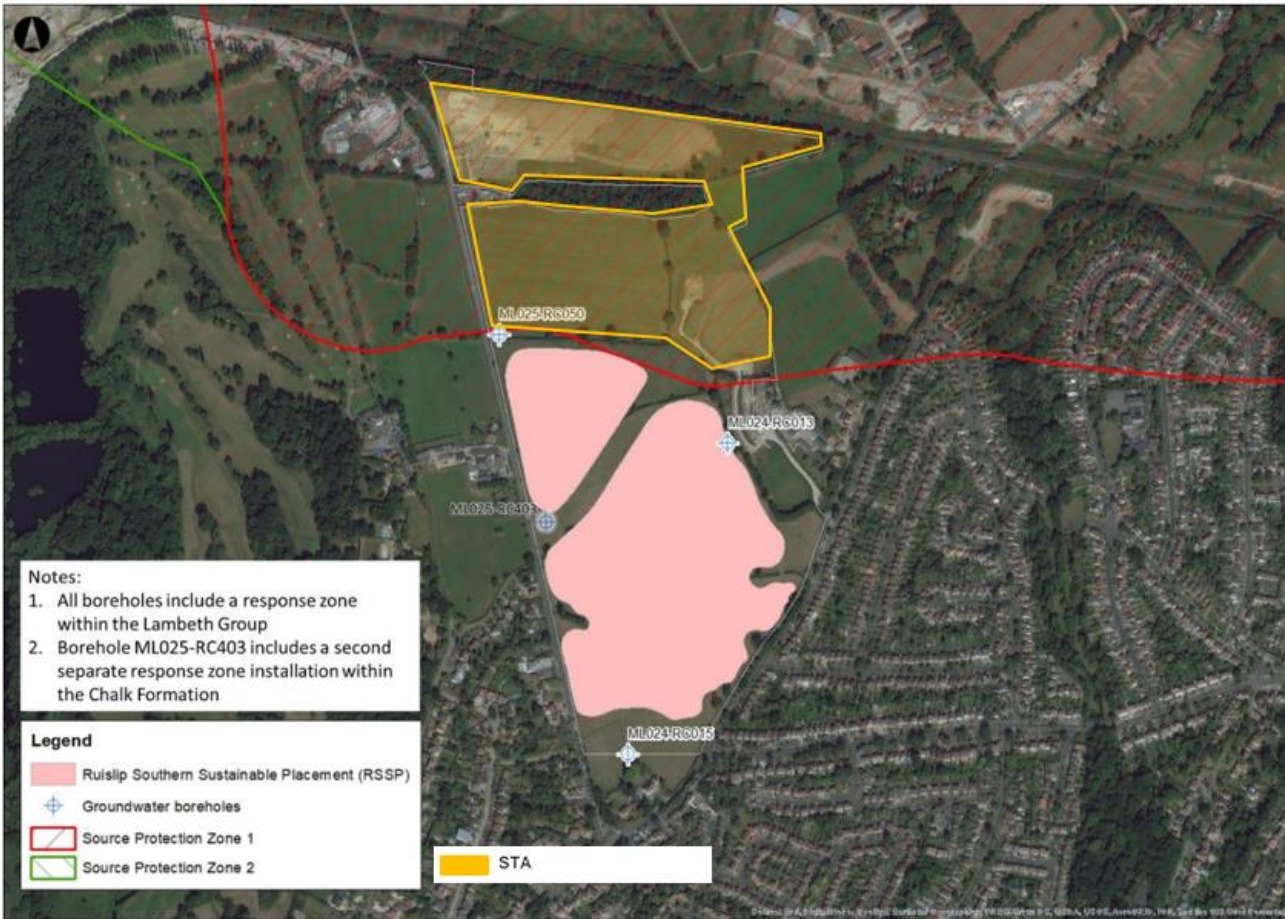 ML025-RC050
ML024-RC013
ML025-RC403
ML024-RC015
Notes:
1. All boreholes include a response zone
within the Lambeth Group
2. Borehole ML025-RC403 includes a second
separate response zone installation within
the Chalk Formation
Legend
Ruislip Southern Sustainable Placement (RSSP)
Groundwater boreholes
Source Protection Zone 1
Source Protection Zone 2
STA